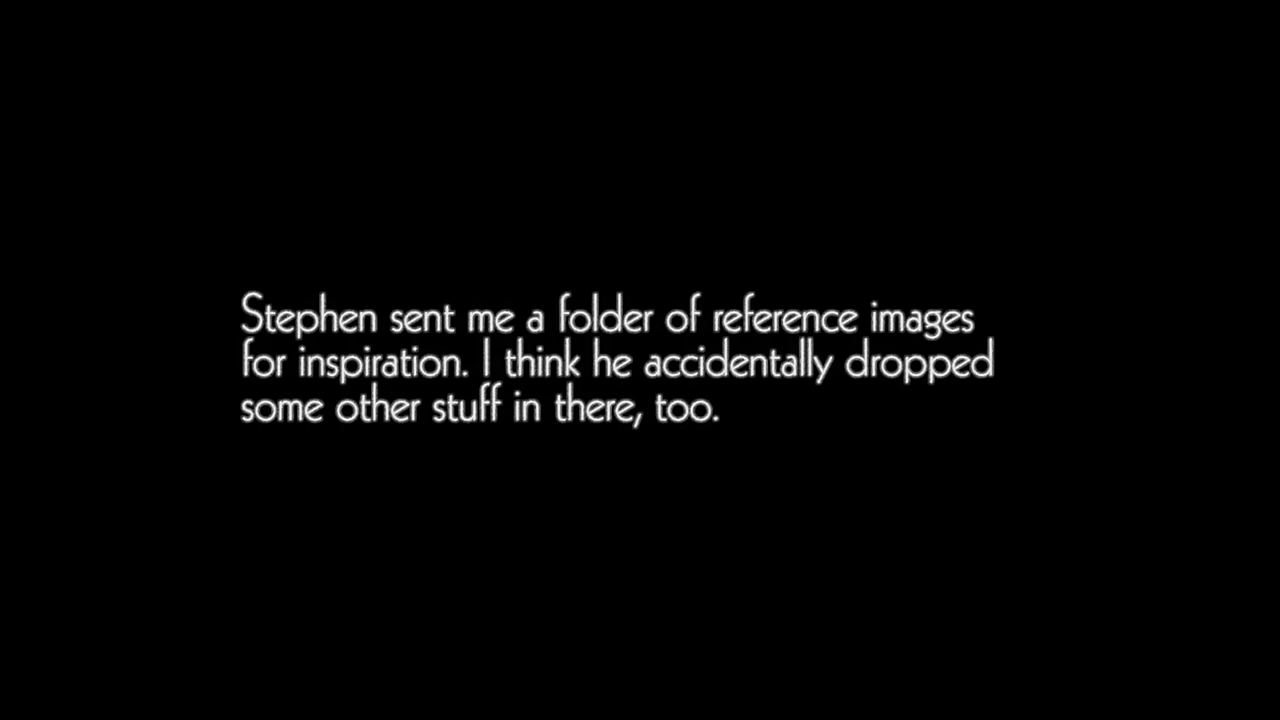 Stephen sent me a folder of reference images
for inspiration. I think he accidentally dropped
some other stuff in there, too.